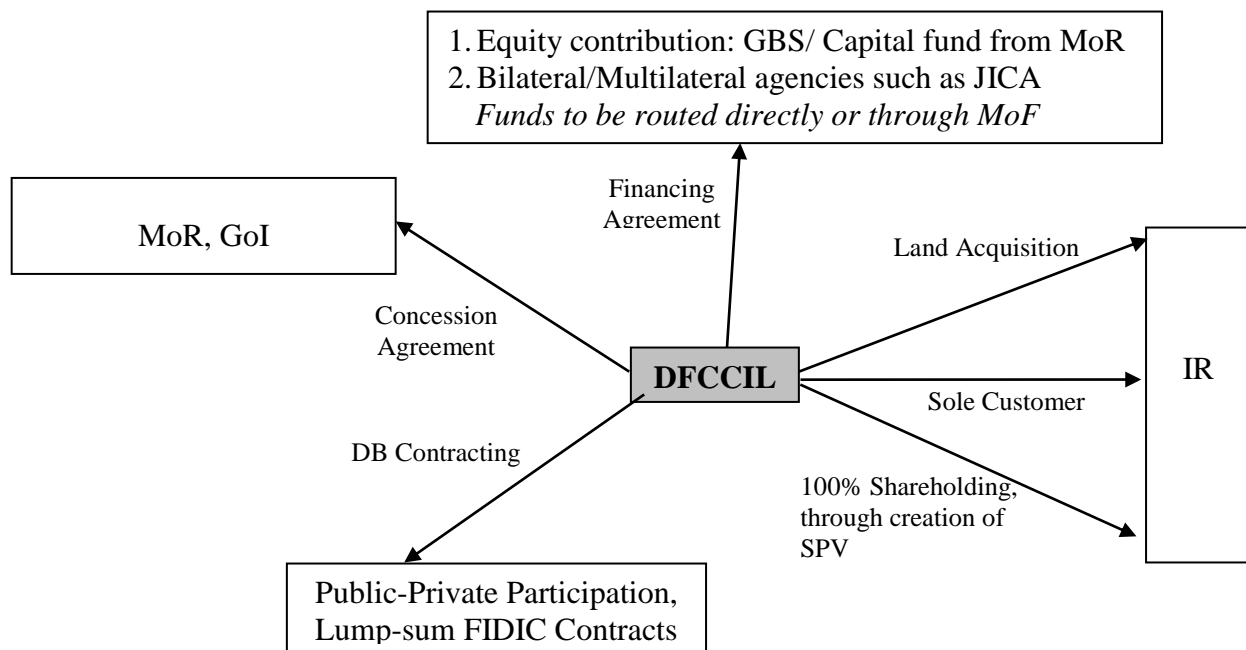 1. Equity contribution: GBS/ Capital fund from MoR
2. Bilateral/Multilateral agencies such as JICA
Funds to be routed directly or through MoF
Financing
Agreement
MoR, GoI
Land Acquisition
Concession
Agreement
DFCCIL
IR
Sole Customer
DB Contracting
100% Shareholding,
through creation of
SPV
Public-Private Participation,
Lump-sum FIDIC Contracts